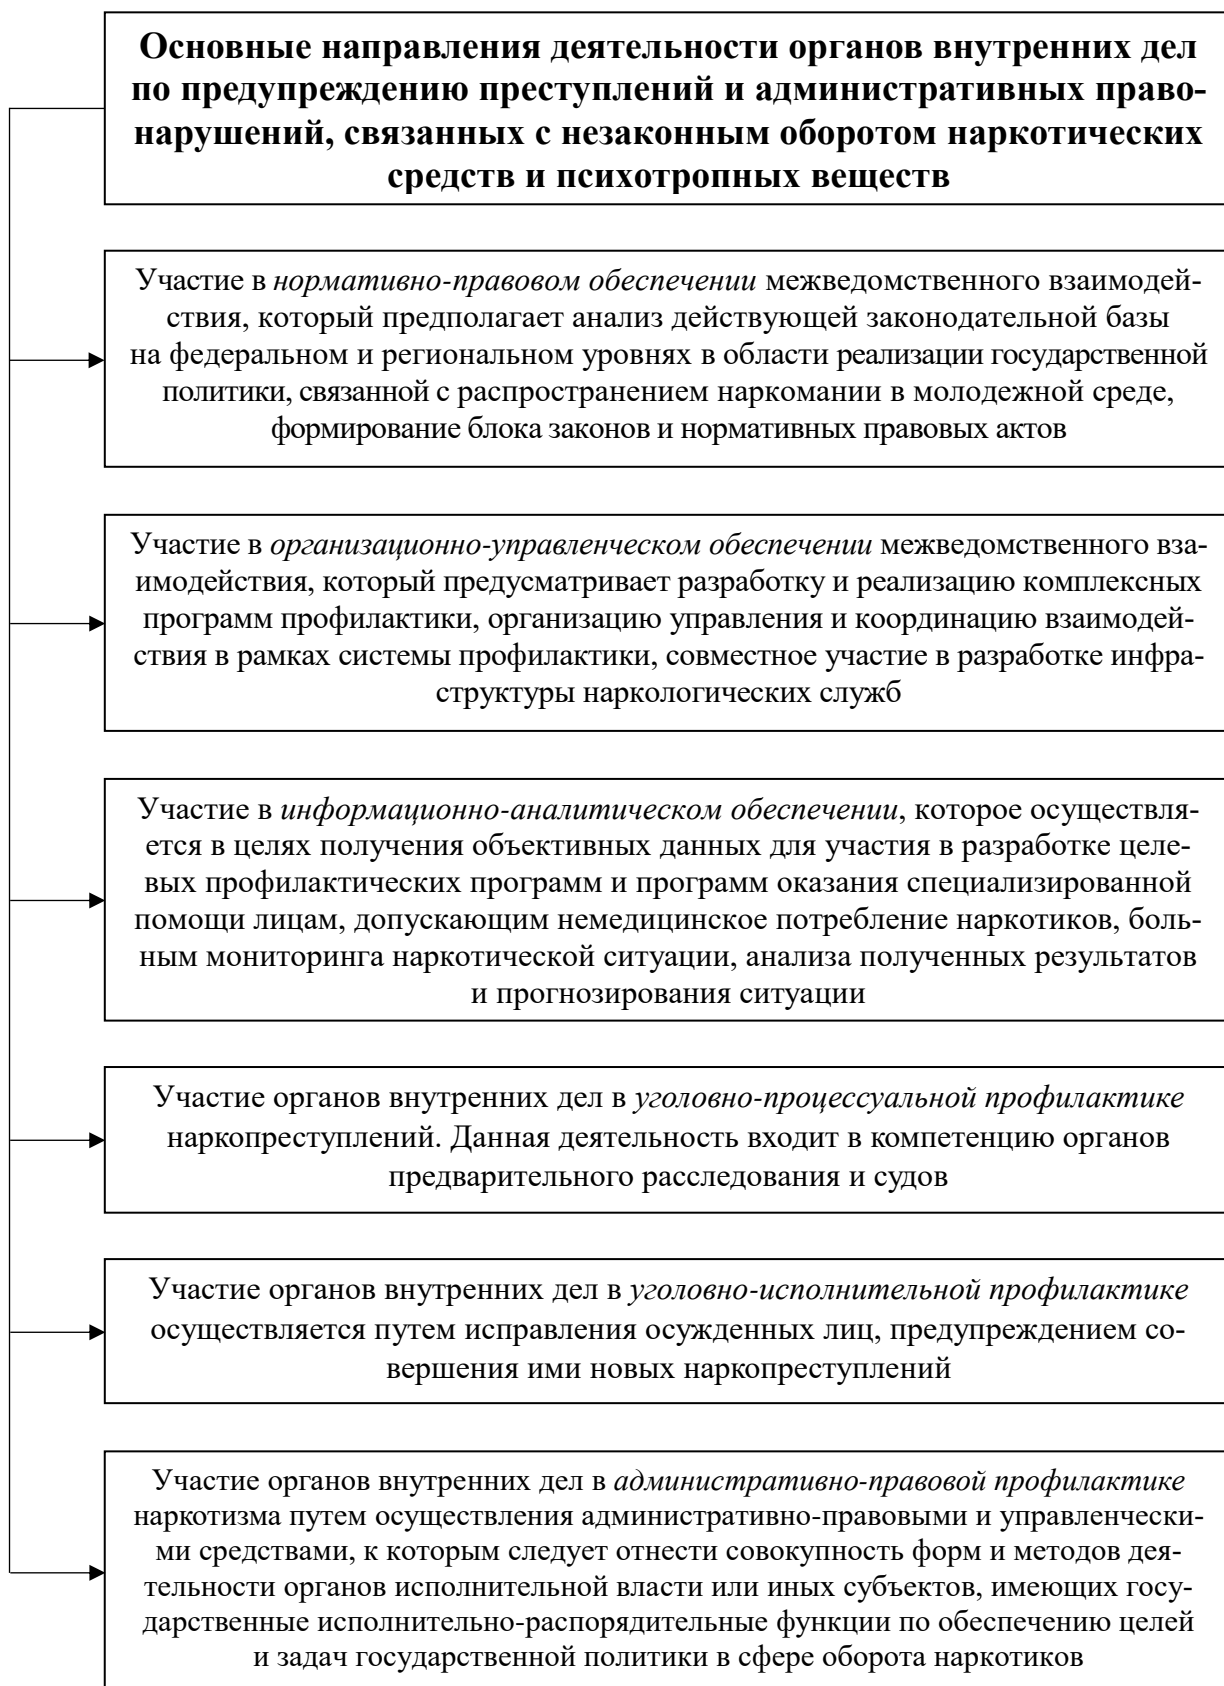 Основные направления деятельности органов внутренних дел
по предупреждению преступлений и административных право-
нарушений, связанных с незаконным оборотом наркотических
средств и психотропных веществ
Участие в нормативно-правовом обеспечении межведомственного взаимодей-
ствия, который предполагает анализ действующей законодательной базы
на федеральном и региональном уровнях в области реализации государственной
политики, связанной с распространением наркомании в молодежной среде,
формирование блока законов и нормативных правовых актов
Участие в организационно-управленческом обеспечении межведомственного вза-
имодействия, который предусматривает разработку и реализацию комплексных
программ профилактики, организацию управления и координацию взаимодей-
ствия в рамках системы профилактики, совместное участие в разработке инфра-
структуры наркологических служб
Участие в информационно-аналитическом обеспечении, которое осуществля-
ется в целях получения объективных данных для участия в разработке целе-
вых профилактических программ и программ оказания специализированной
помощи лицам, допускающим немедицинское потребление наркотиков, боль-
ным мониторинга наркотической ситуации, анализа полученных результатов
и прогнозирования ситуации
Участие органов внутренних дел в уголовно-процессуальной профилактике
наркопреступлений. Данная деятельность входит в компетенцию органов
предварительного расследования и судов
Участие органов внутренних дел в уголовно-исполнительной профилактике
осуществляется путем исправления осужденных лиц, предупреждением со-
вершения ими новых наркопреступлений
Участие органов внутренних дел в административно-правовой профилактике
наркотизма путем осуществления административно-правовыми и управленчески-
ми средствами, к которым следует отнести совокупность форм и методов дея-
тельности органов исполнительной власти или иных субъектов, имеющих госу-
дарственные исполнительно-распорядительные функции по обеспечению целей
и задач государственной политики в сфере оборота наркотиков